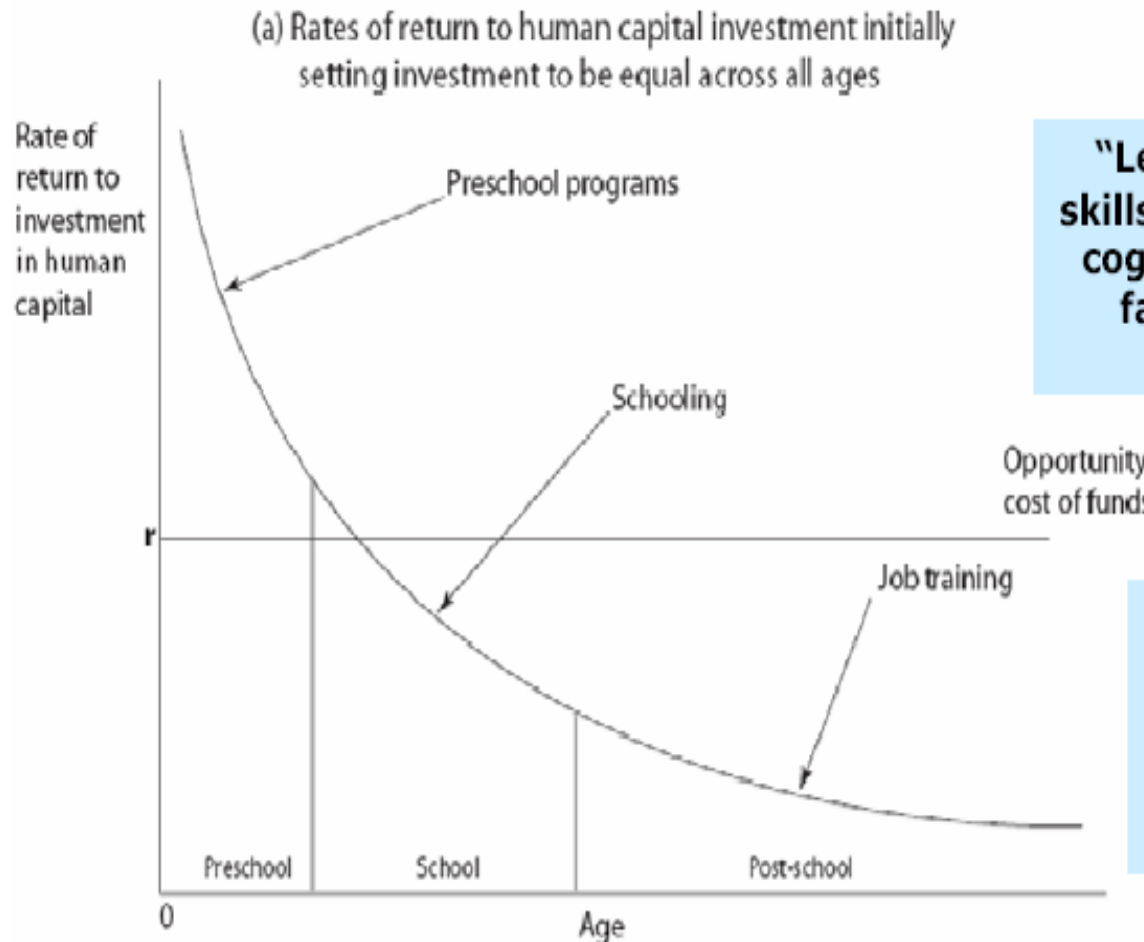 (a) Rates of return to human capital investment initially
setting investment to be equal across all ages
Rate of
return to
investment
in human
capital
Preschool programs
"Le
skills
cog
fa
Schooling
Opportunity
cost of funds
r
Job training
Preschool
School
Post-school
0
Age